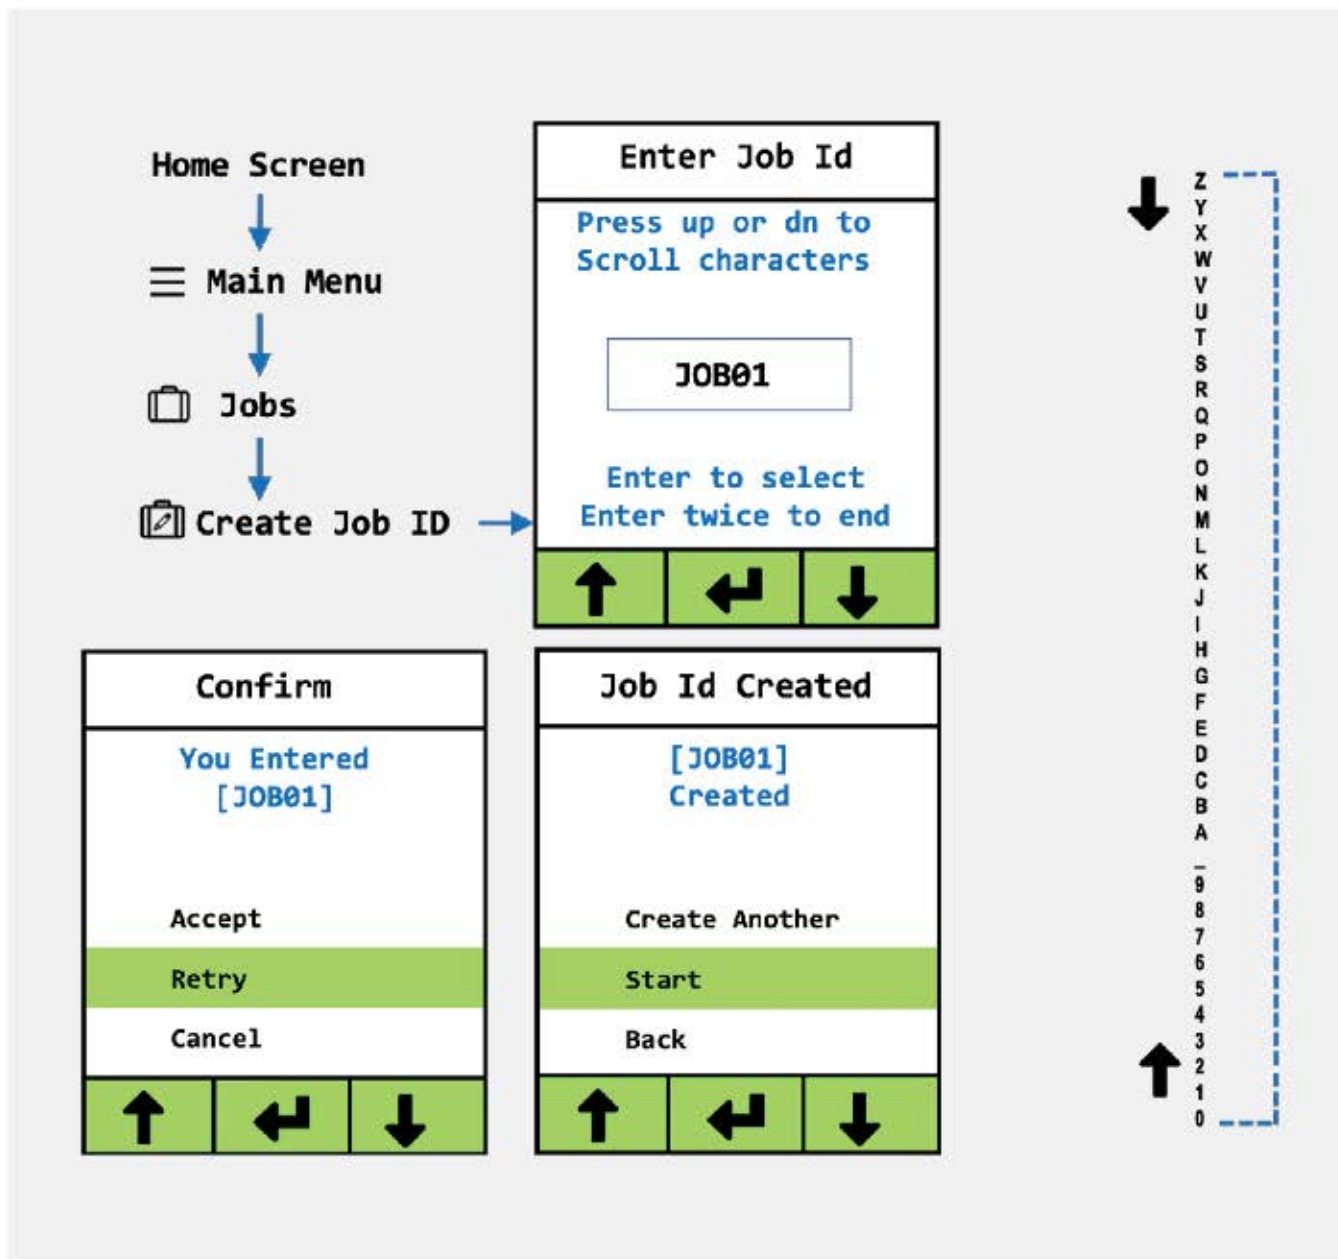 Home Screen
Main Menu
Jobs
Create Job ID
Enter Job Id
Press up or dn to
Scroll characters
JOB01
Enter to select
Enter twice to end
Confirm
You Entered
[JOB01]
Accept
Retry
Cancel
Job Id Created
[JOB01]
Created
Create Another
Start
Back
Z
Y
X
W
V
U
T
S
R
Q
P
O
N
M
L
K
J
I
H
G
F
E
D
C
B
A
_
9
8
7
6
5
4
3
2
1
0